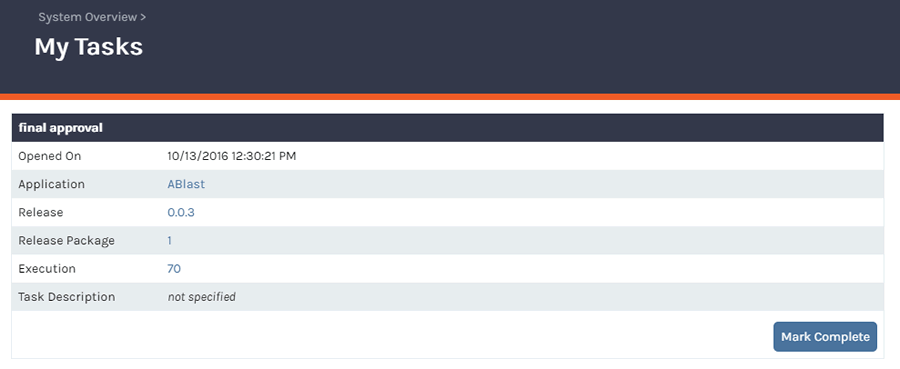 System Overview >
My Tasks
final approval
Opened On 10/13/2016 12:30:21 PM
Application ABlast
Release 0.0.3
Release Package 1
Execution 70
Task Description not specified
Mark Complete